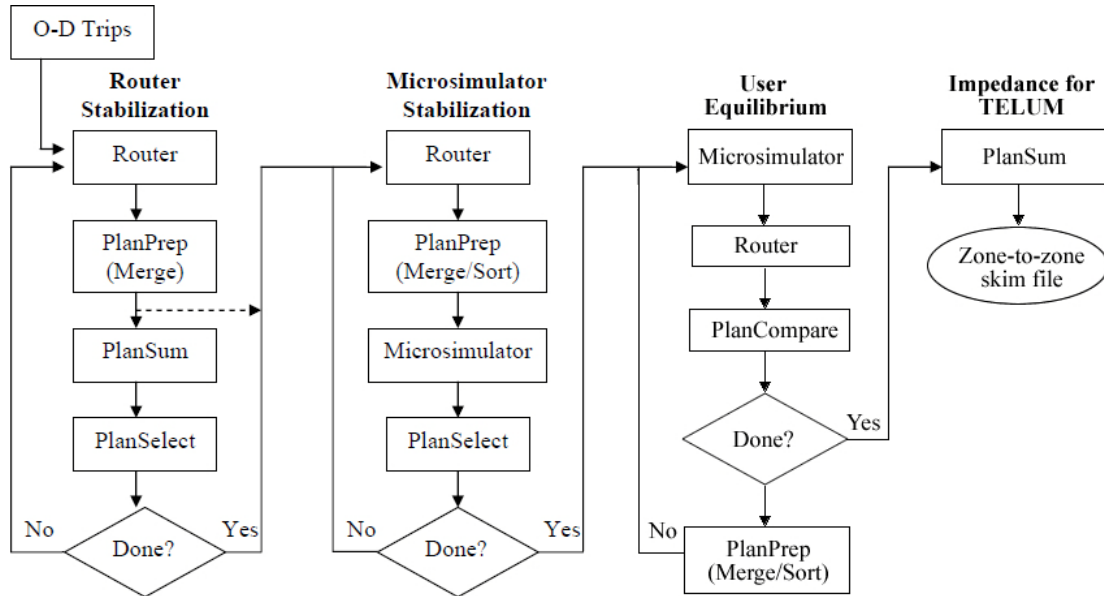 O-D Trips
Router
Stabilization
Router
PlanPrep
(Merge)
PlanSum
PlanSelect
No
Done?
Yes
Microsimulator
Stabilization
Router
PlanPrep
(Merge/Sort)
Microsimulator
PlanSelect
No
Done?
Yes
User
Equilibrium
Microsimulator
Router
PlanCompare
Done?
Yes
No
PlanPrep
(Merge/Sort)
Impedance for
TELUM
PlanSum
Zone-to-zone
skim file